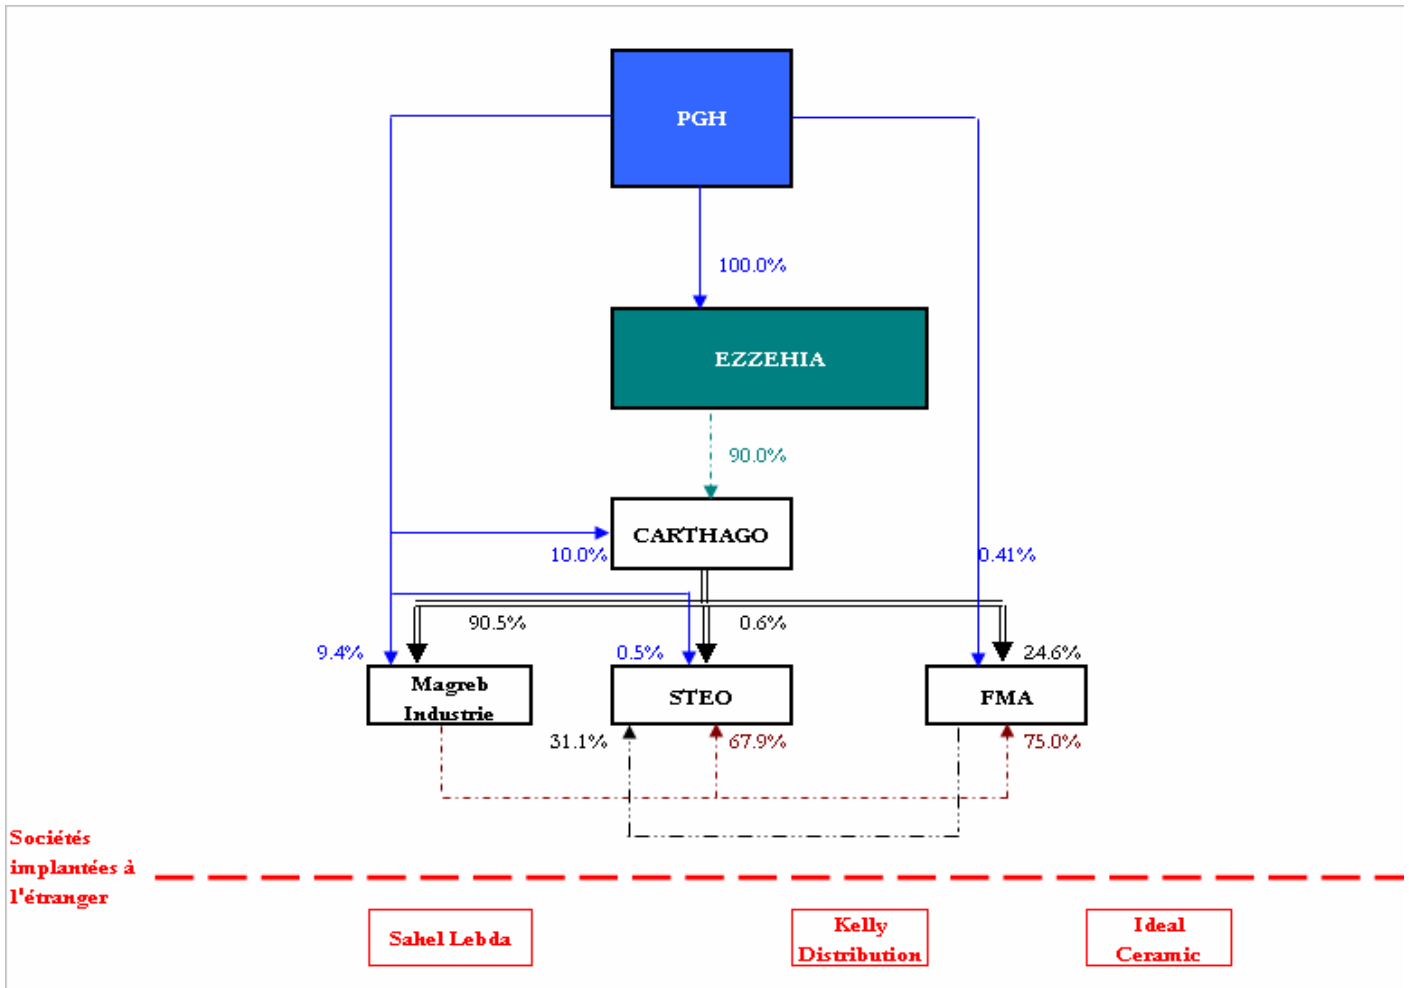 PGH
100.0%
EZZEHIA
90.0%
CARTHAGO
10.0%
0.41%
90.5%
0.6%
9.4%
0.5%
24.6%
Magreb
Industrie
STEO
FMA
31.1%
67.9%
75.0%
Sociétés
implantées à
l'étranger
Sahel Lebda
Kelly
Distribution
Ideal
Ceramic